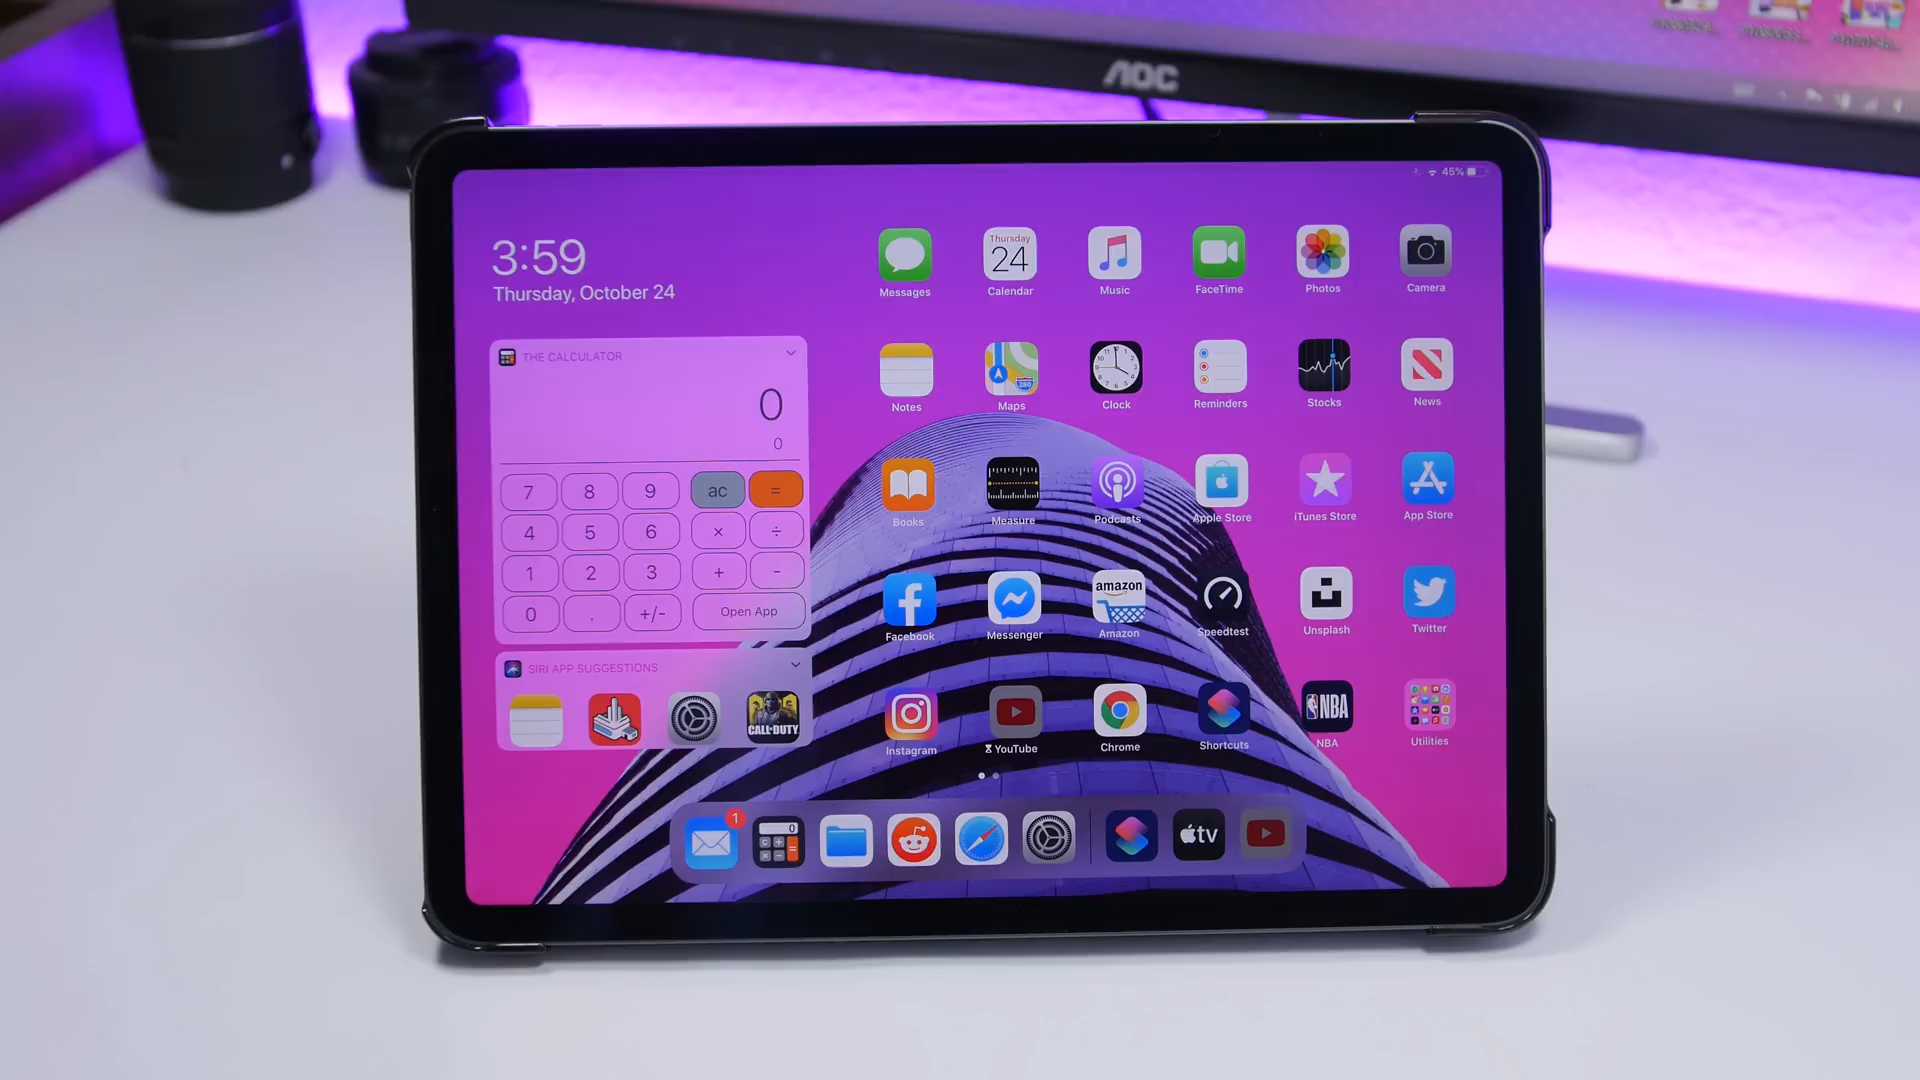 AOC
45%
3:59
Thursday, October 24
Messages
Thursday
24
Calendar
Music
FaceTime
Photos
Camera
THE CALCULATOR
0
0
7 8 9 ac =
4 5 6 × ÷
1 2 3 + -
0 . +/- Open App
Notes
280
Maps
Clock
Reminders
Stocks
News
Books
Measure
Podcasts
Apple Store
iTunes Store
App Store
Facebook
Messenger
amazon
Amazon
Speedtest
Unsplash
Twitter
SIRI APP SUGGESTIONS
CALL OF DUTY
Instagram
YouTube
Chrome
Shortcuts
NBA
NBA
Utilities
1
0
tv